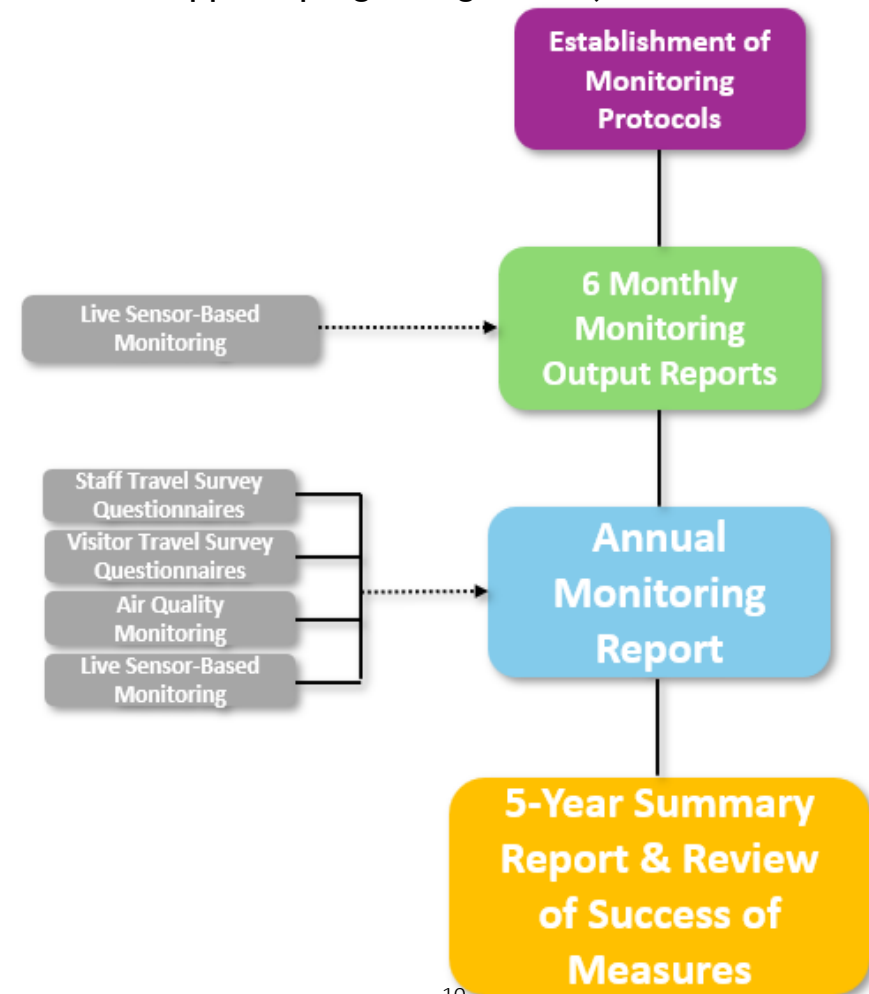 Establishment of
Monitoring
Protocols
6 Monthly
Monitoring
Output Reports
Live Sensor-Based
Monitoring
Staff Travel Survey
Questionnaires
Visitor Travel Survey
Questionnaires
Air Quality
Monitoring
Live Sensor-Based
Monitoring
Annual
Monitoring
Report
5-Year Summary
Report & Review
of Success of
Measures